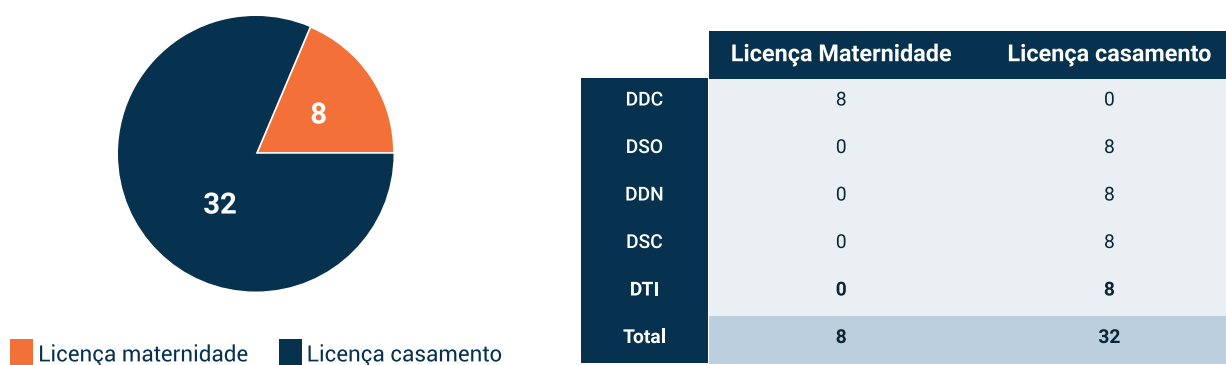 8
32
Licença maternidade Licença casamento
Licença Maternidade Licença casamento
DDC 8 0
DSO 0 8
DDN 0 8
DSC 0 8
DTI 0 8
Total 8 32